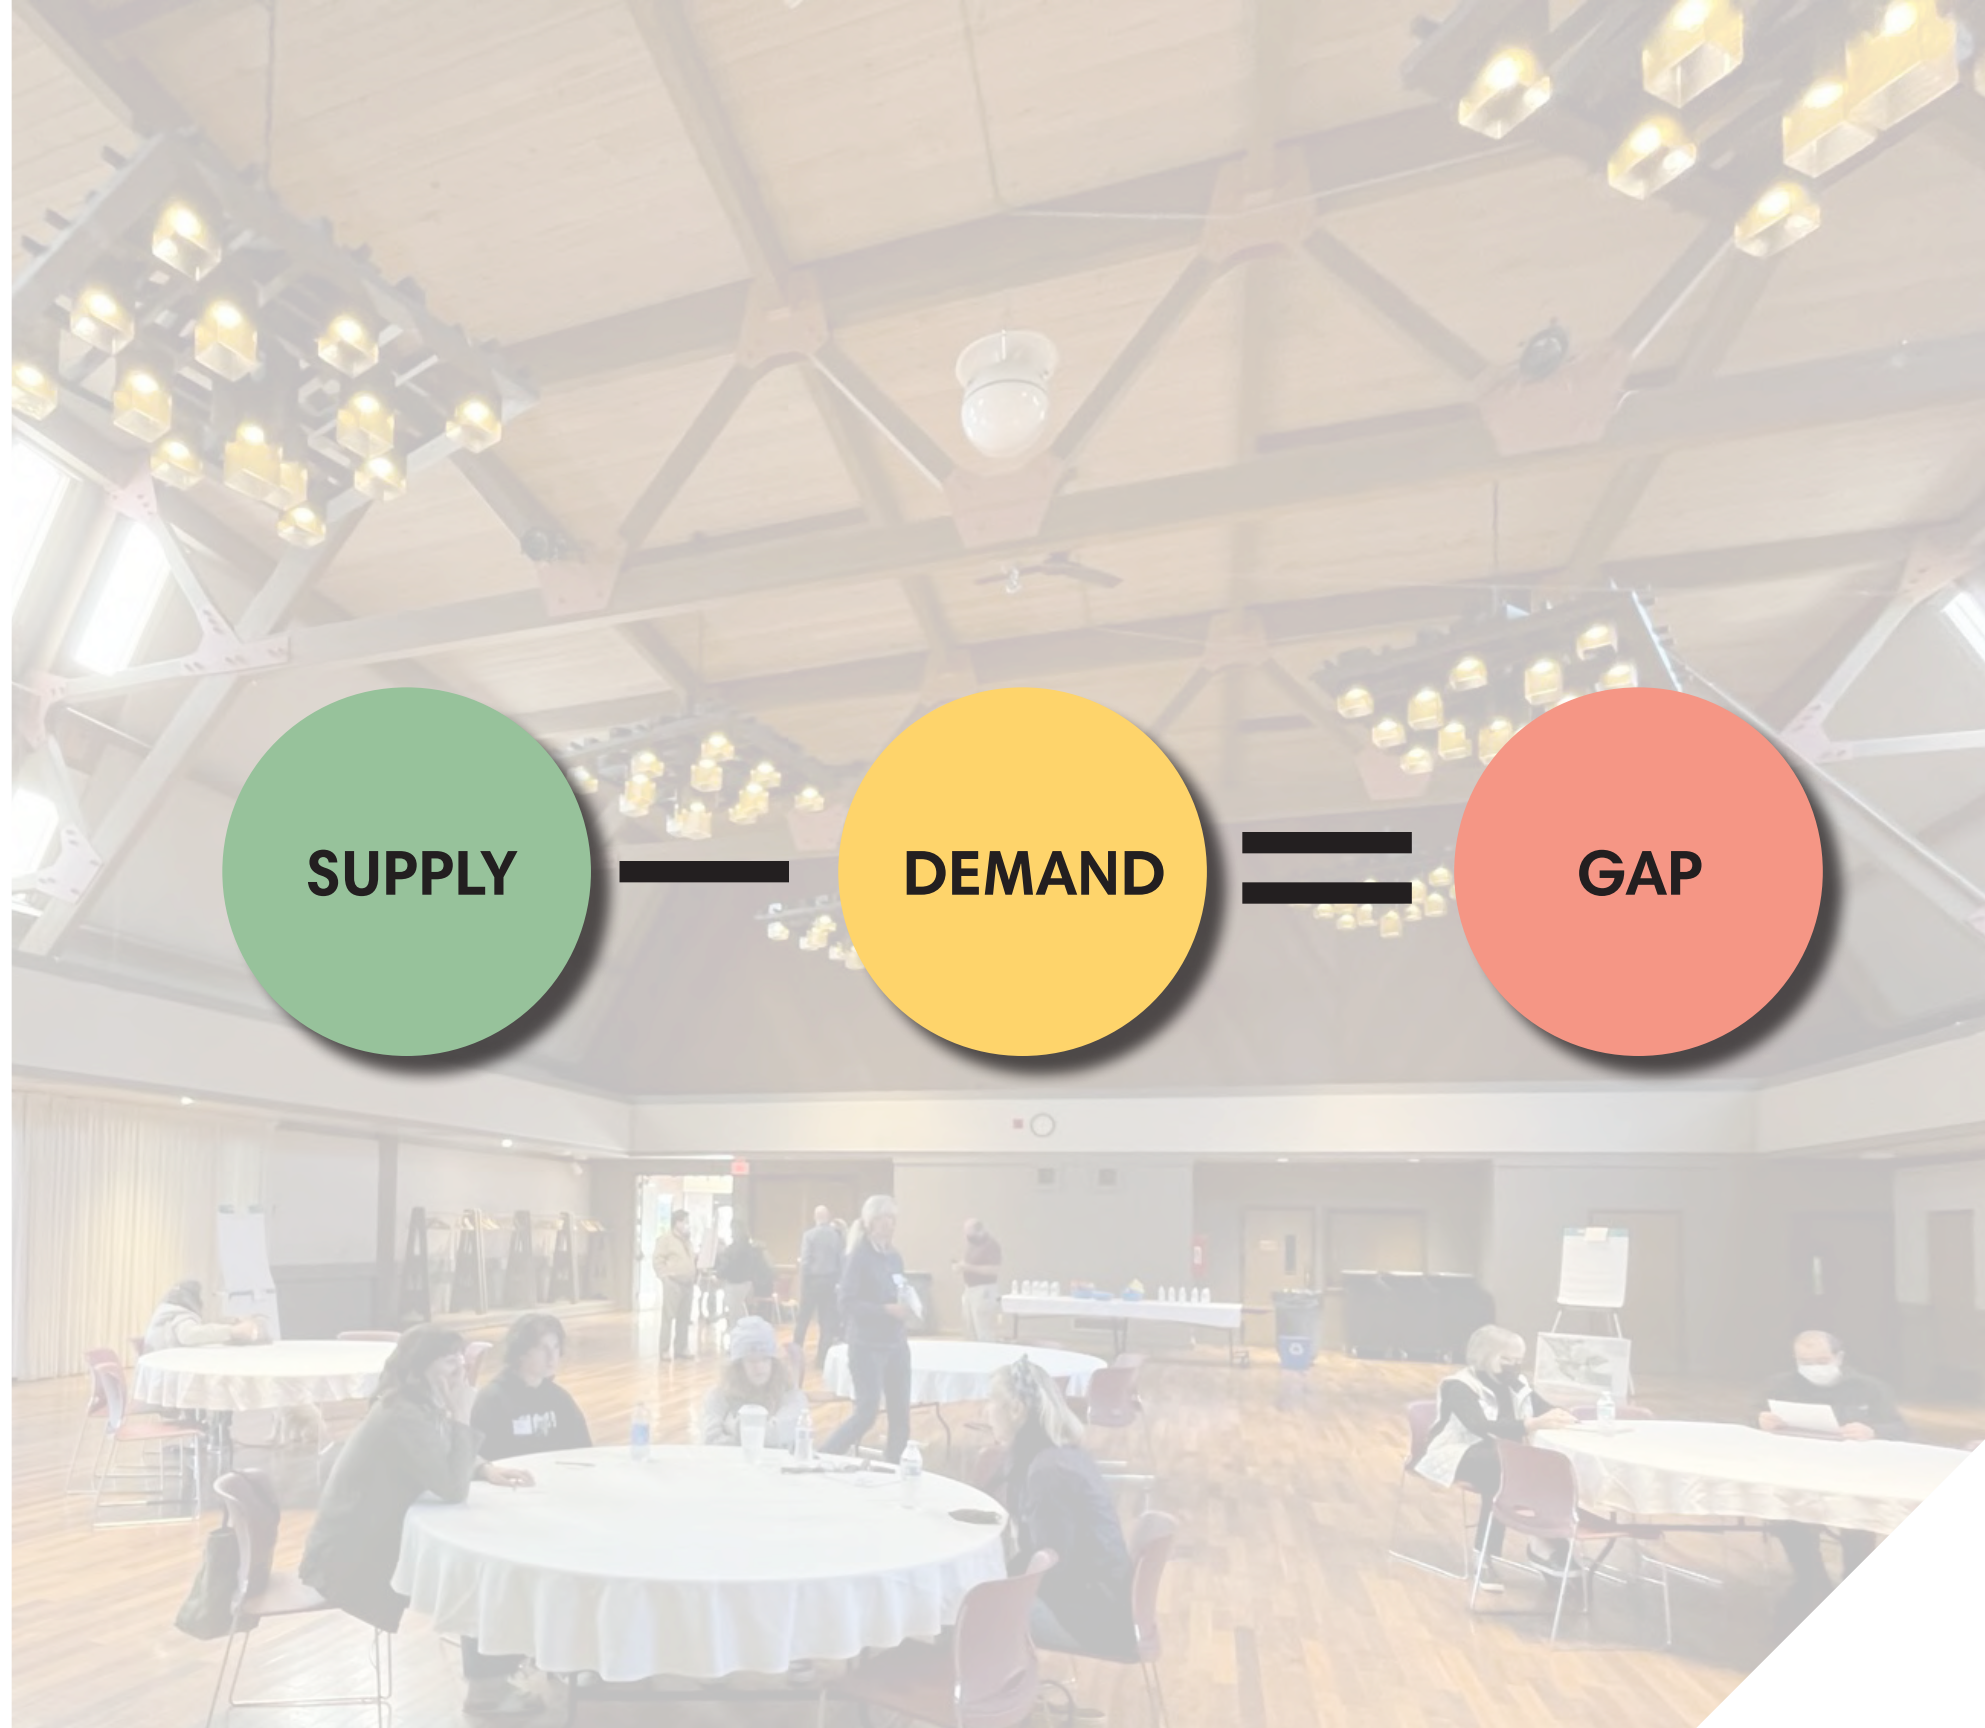 SUPPLY — DEMAND = GAP